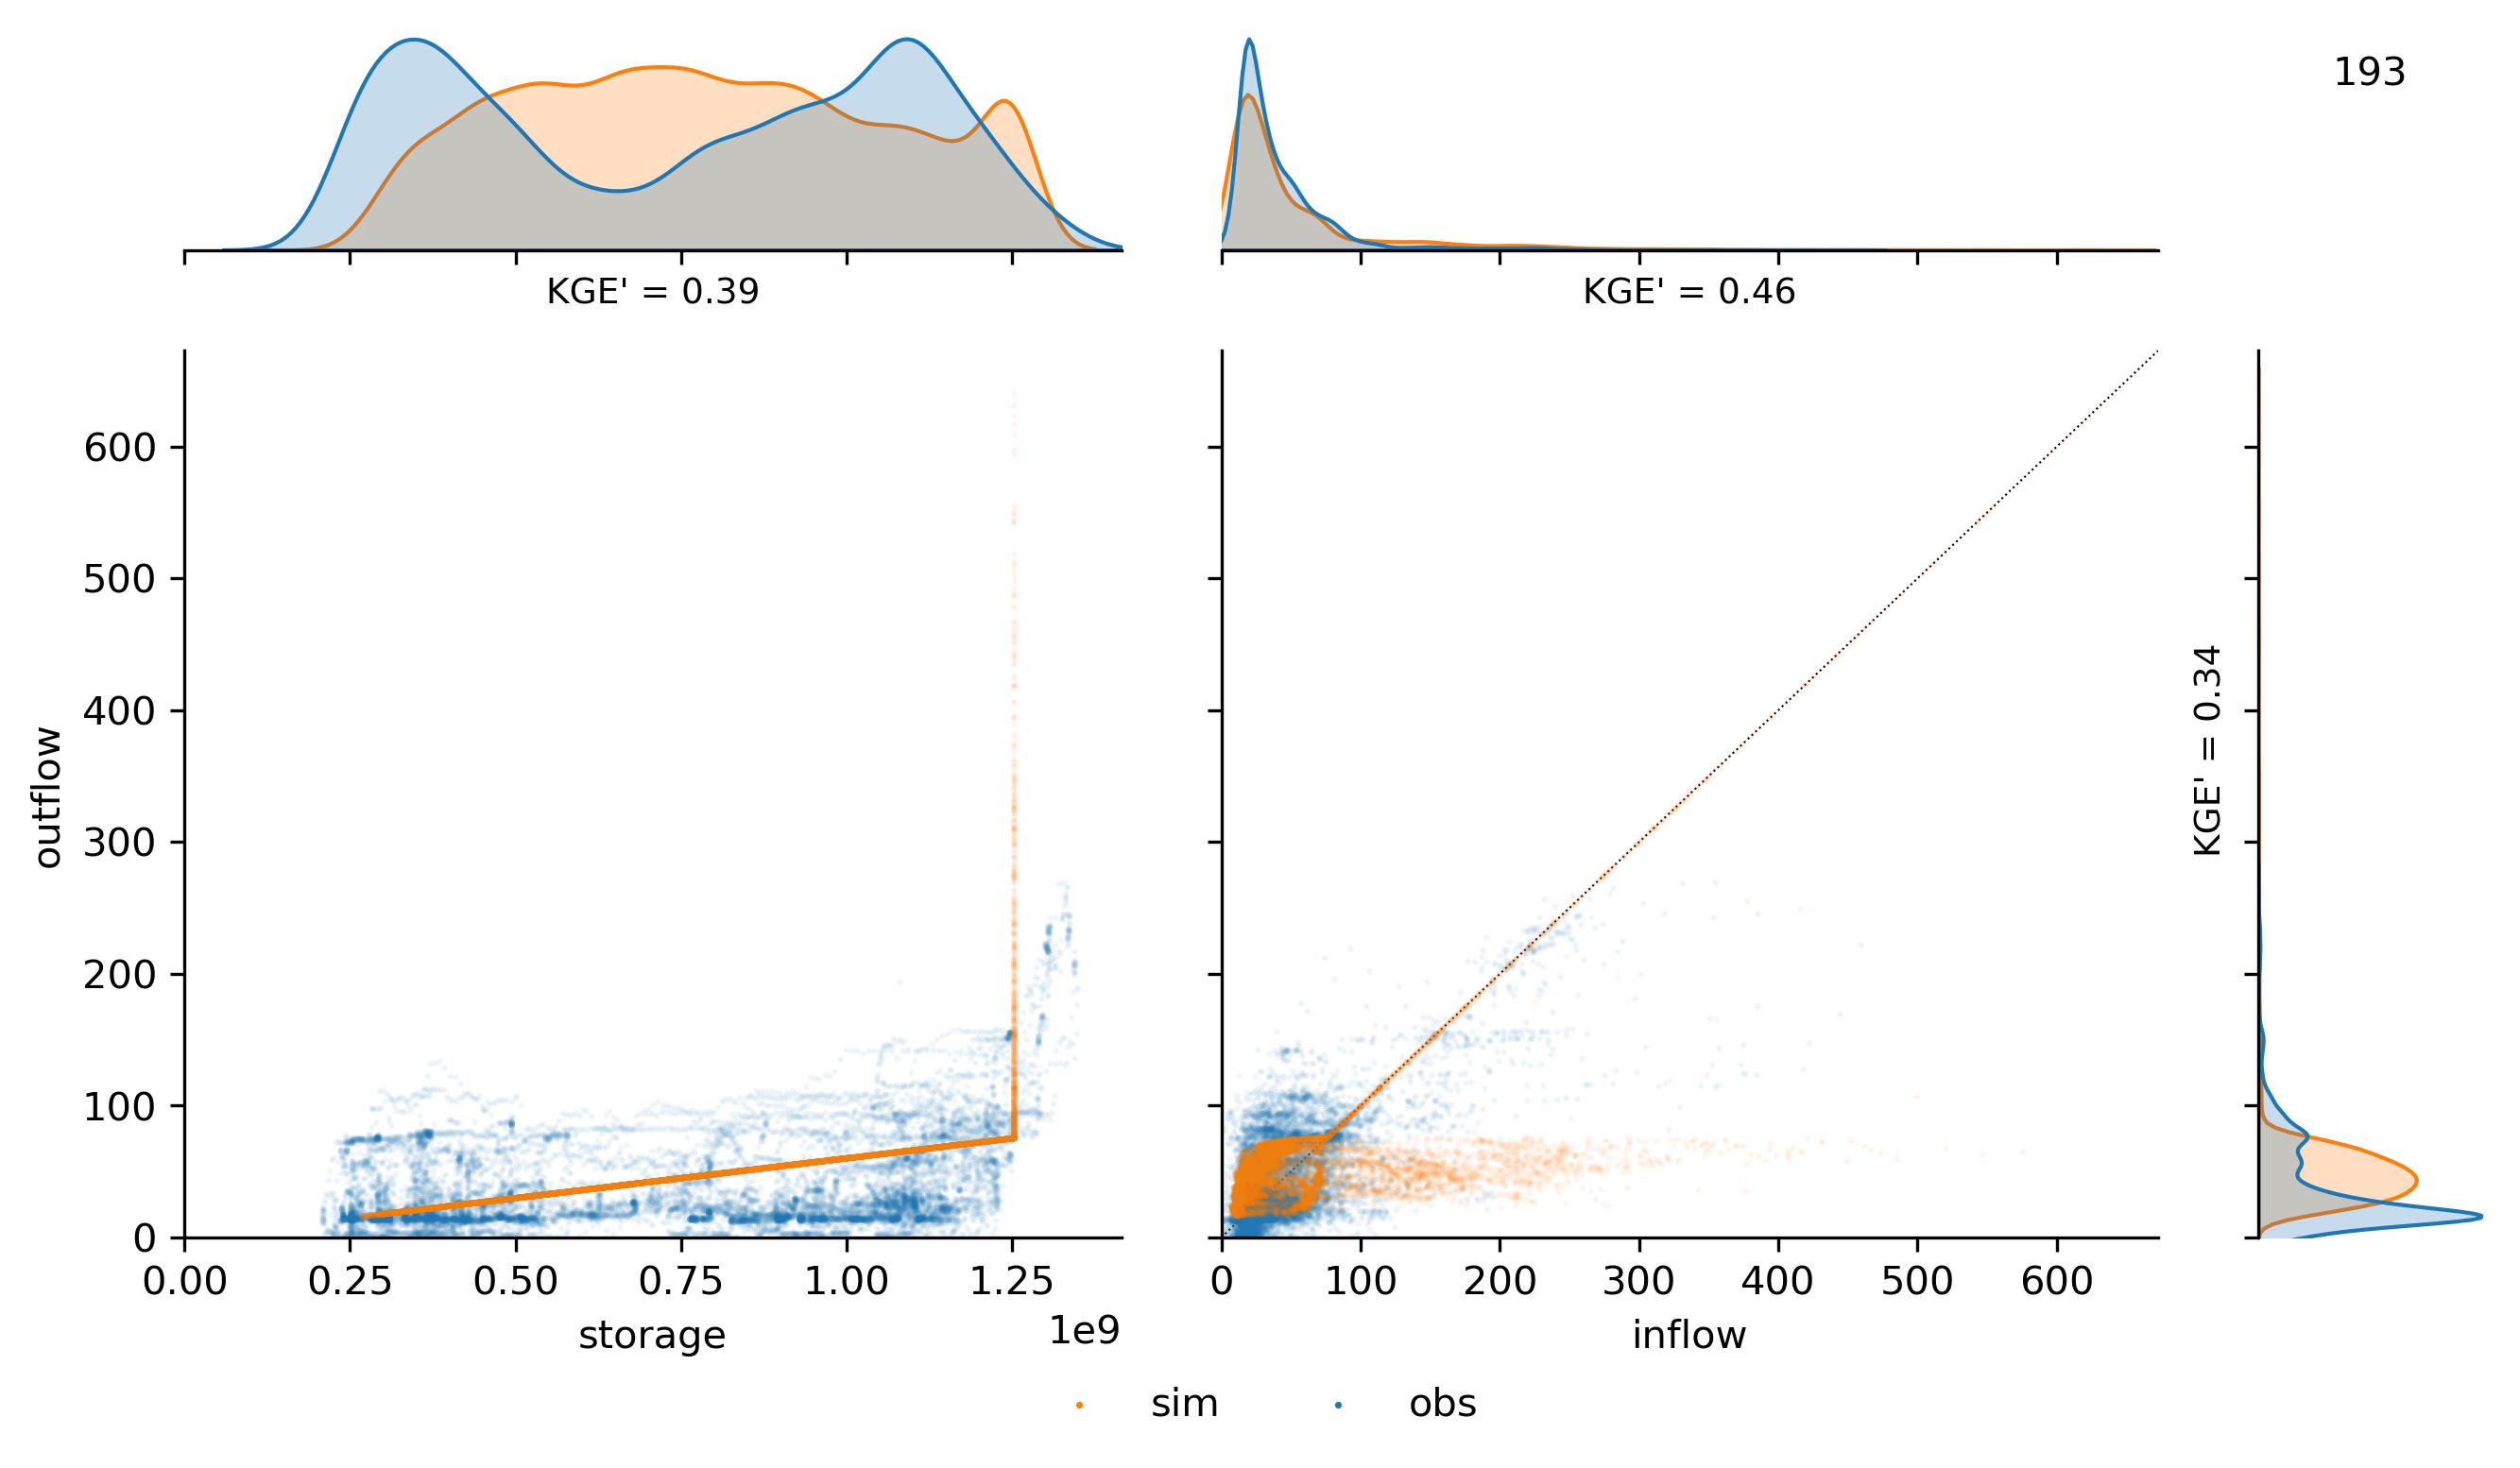 193
KGE' = 0.39
KGE' = 0.46
outflow
600
500
400
300
200
100
0
KGE' = 0.34
0.00 0.25 0.50 0.75 1.00 1.25
1e9
storage
0 100 200 300 400 500 600
inflow
sim obs